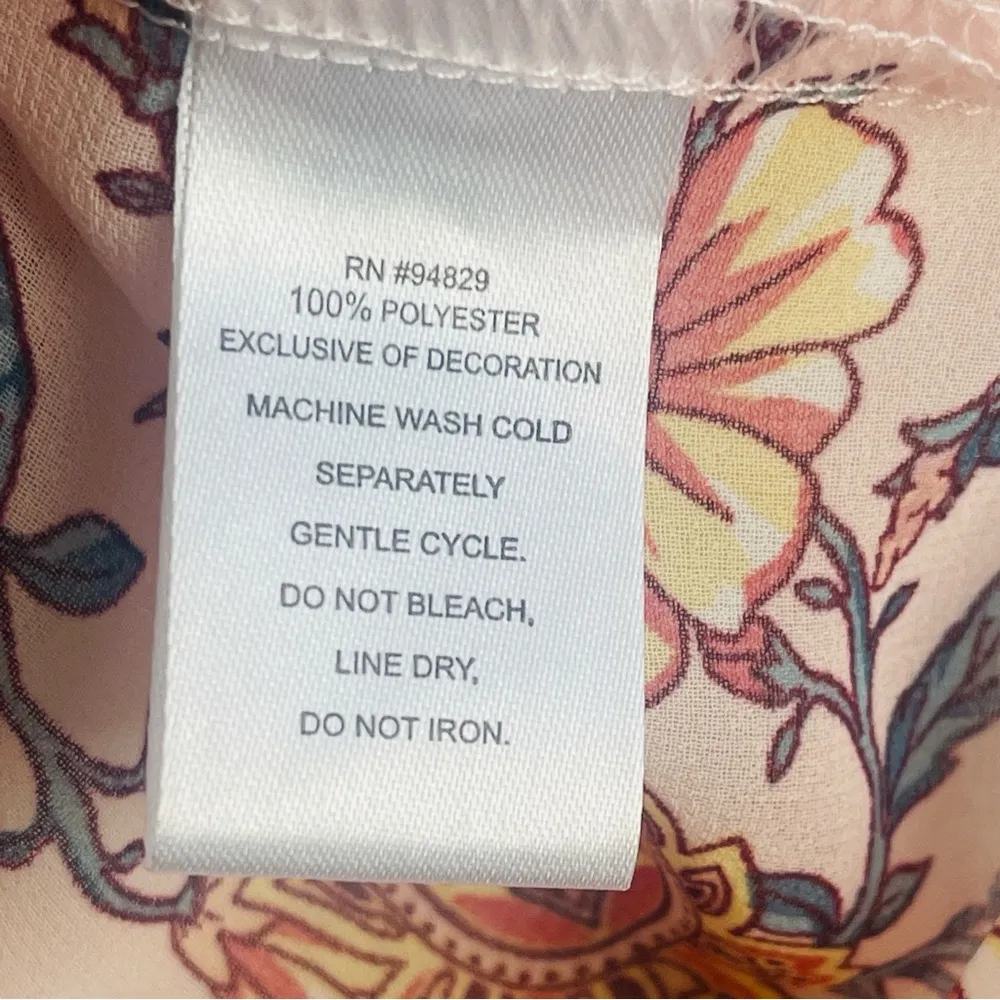 RN #94829
100% POLYESTER
EXCLUSIVE OF DECORATION
MACHINE WASH COLD
SEPARATELY
GENTLE CYCLE.
DO NOT BLEACH,
LINE DRY,
DO NOT IRON.